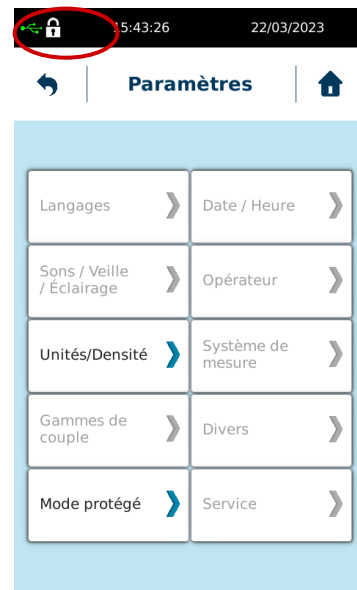 15:43:26 22/03/2023
Paramètres
Langages
Date / Heure
Sons / Veille
/ Éclairage
Opérateur
Unités/Densité
Système de
mesure
Gammes de
couple
Divers
Mode protégé
Service